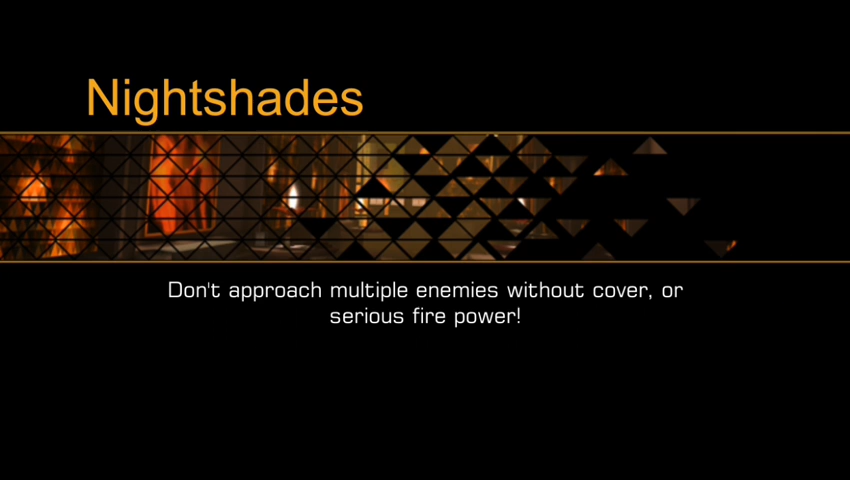 Nightshades
Don't approach multiple enemies without cover, or
serious fire power!